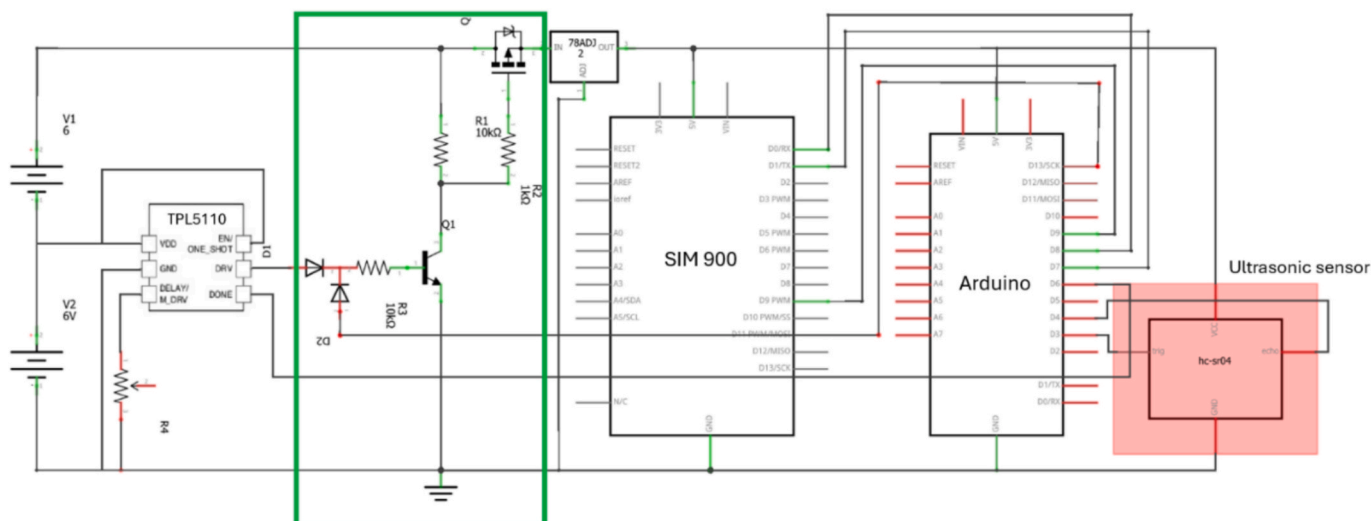 Q
V1
6
V2
6V
TPL5110
VDD
EN/
ONE_SHOT
GND
DRV
DELAY/
M_DRV
DONE
D1
D2
R4
R1
10kΩ
R2
1kΩ
Q1
R3
10kΩ
IN
78ADJ
2
OUT
ADJ
SIM 900
3V3
5V
VIN
RESET
RESET2
AREF
ioref
A0
A1
A2
A3
A4/SDA
A5/SCL
N/C
D0/RX
D1/TX
D2
D3 PWM
D4
D5 PWM
D6 PWM
D7
D8
D9 PWM
D10 PWM/SS
D11 PWM/MOSI
D12/MISO
D13/SCK
GND
Arduino
VIN
5V
3V3
RESET
AREF
A0
A1
A2
A3
A4
A5
A6
A7
D13/SCK
D12/MISO
D11/MOSI
D10
D9
D8
D7
D6
D5
D4
D3
D2
D1/TX
D0/RX
GND
Ultrasonic sensor
VCC
trig
echo
hc-sr04
GND